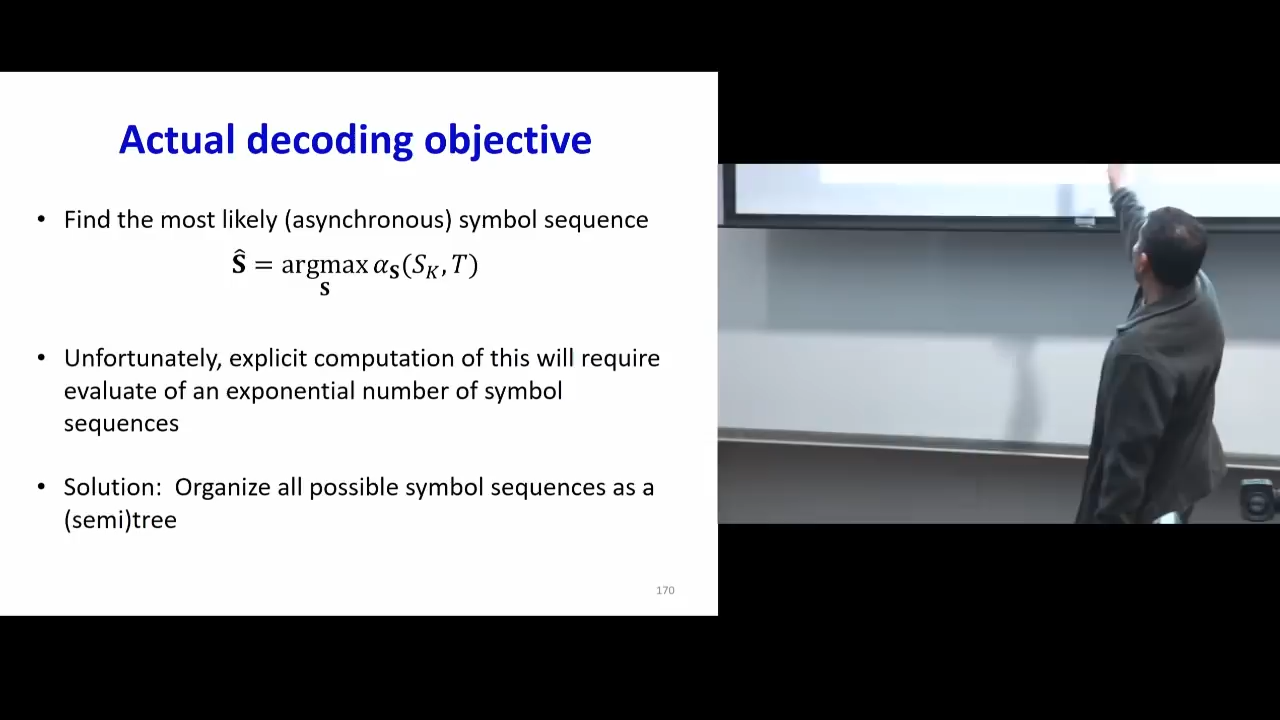 Actual decoding objective
• Find the most likely (asynchronous) symbol sequence
Ŝ = argmax α_S(S_K, T)
S
• Unfortunately, explicit computation of this will require
evaluate of an exponential number of symbol
sequences
• Solution: Organize all possible symbol sequences as a
(semi)tree
170